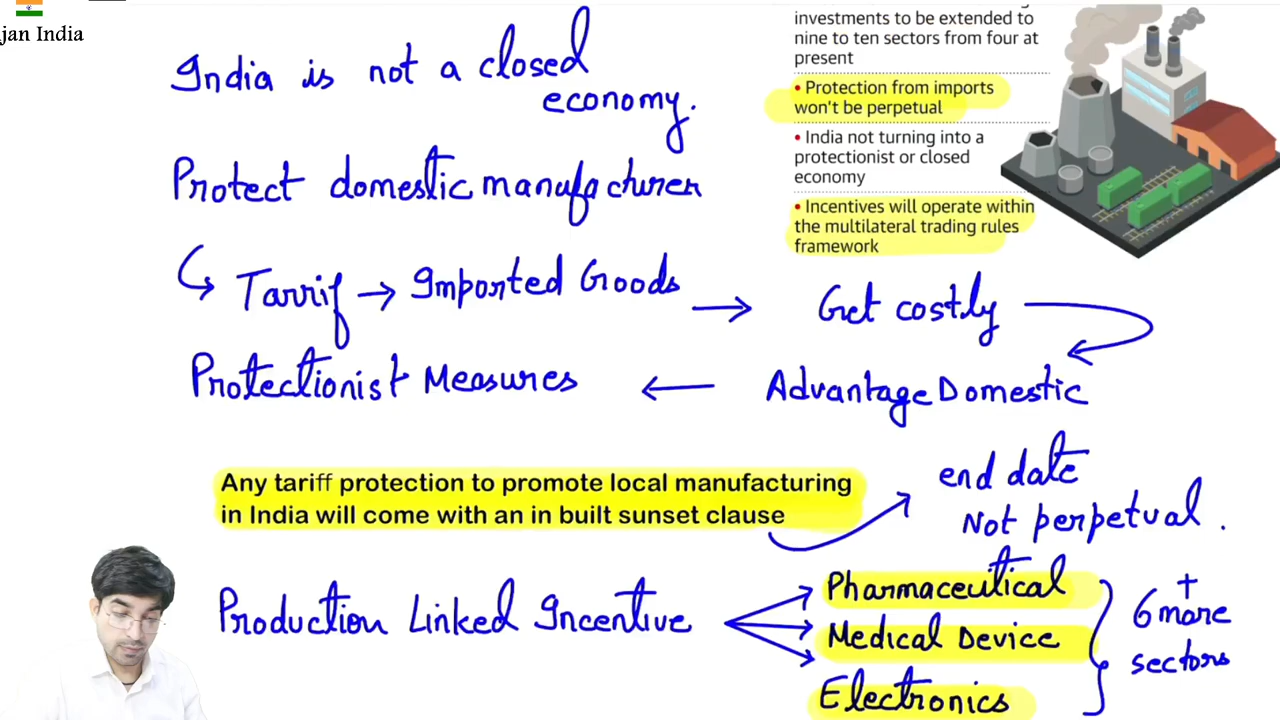 jan India
India is not a closed
economy.
Protect domestic manufacturer
Tarrif → Imported Goods → Get costly
Protectionist Measures ← Advantage Domestic
Any tariff protection to promote local manufacturing
in India will come with an in built sunset clause
end date
Not perpetual.
Production Linked Incentive
Pharmaceutical
Medical Device
Electronics
+
6 more
sectors
investments to be extended to
nine to ten sectors from four at
present
• Protection from imports
won't be perpetual
• India not turning into a
protectionist or closed
economy
• Incentives will operate within
the multilateral trading rules
framework